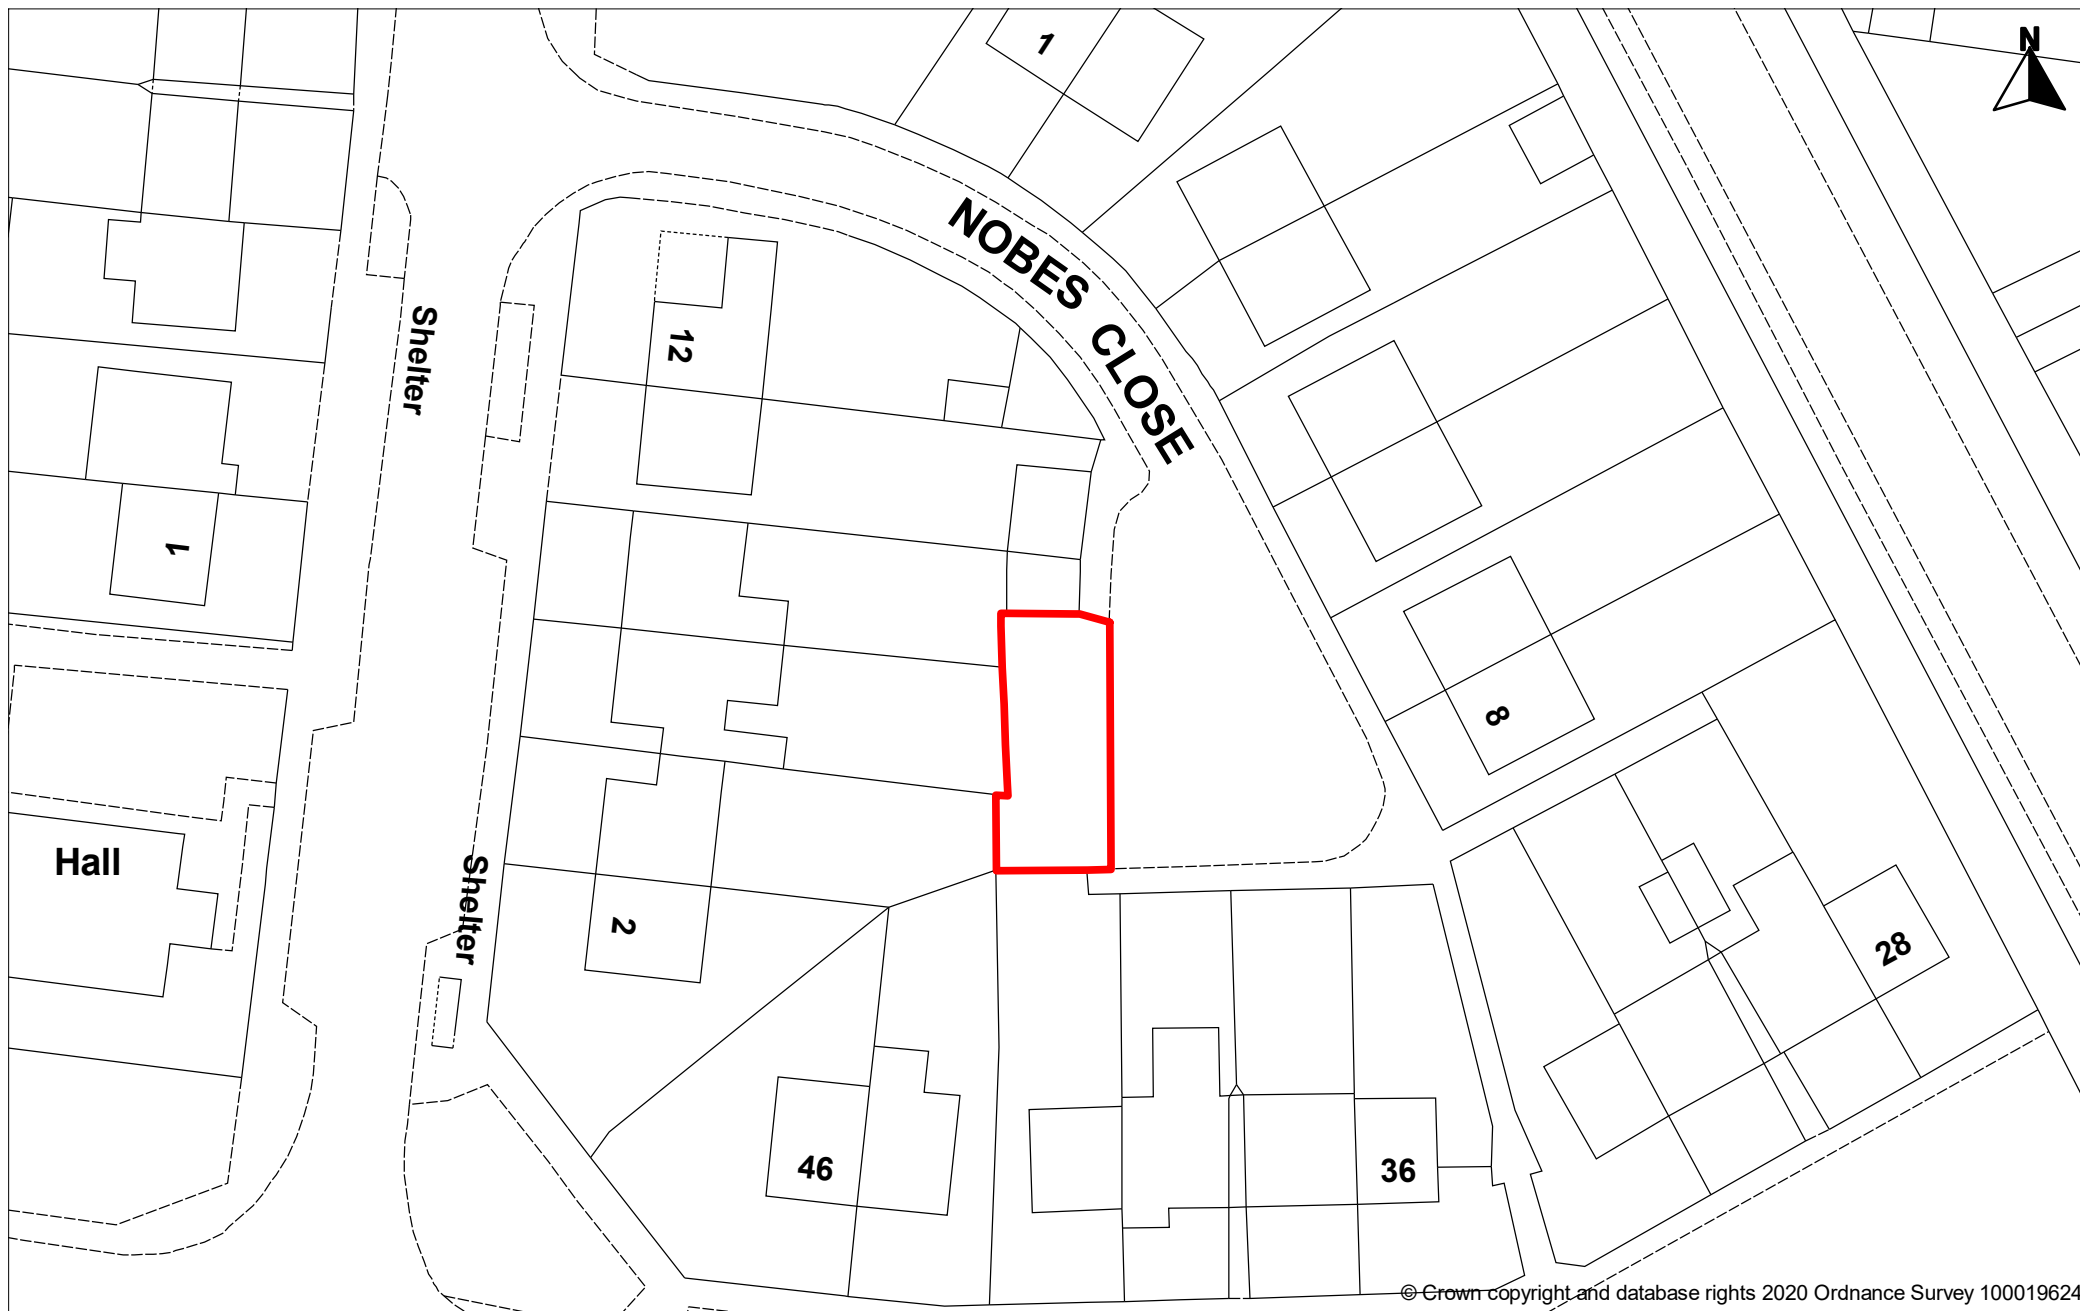 1
N
NOBES CLOSE
Shelter
12
1
8
Hall
Shelter
2
28
46
36
© Crown copyright and database rights 2020 Ordnance Survey 100019624